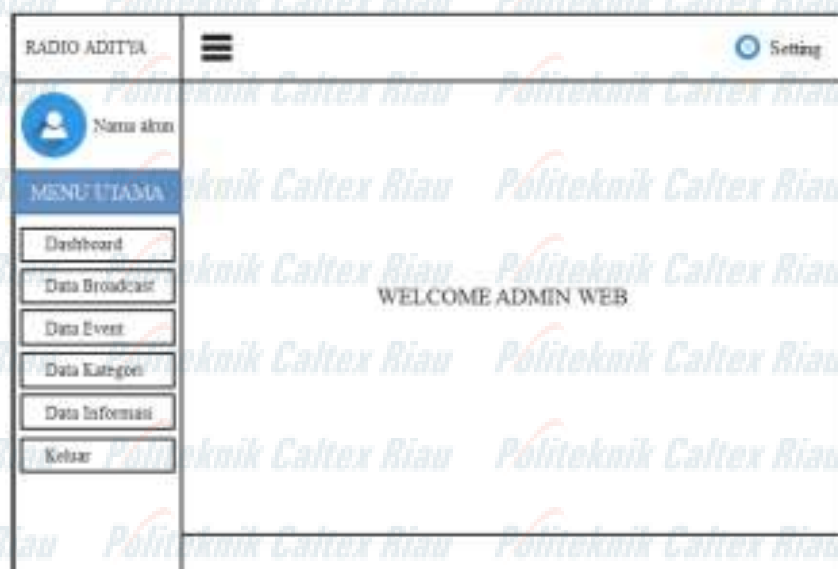 RADIO ADITYA
Setting
Nama akun
MENU UTAMA
Dashboard
Data Broadcast
Data Event
Data Kategori
Data Informasi
Keluar
WELCOME ADMIN WEB
Politeknik Caltex Riau